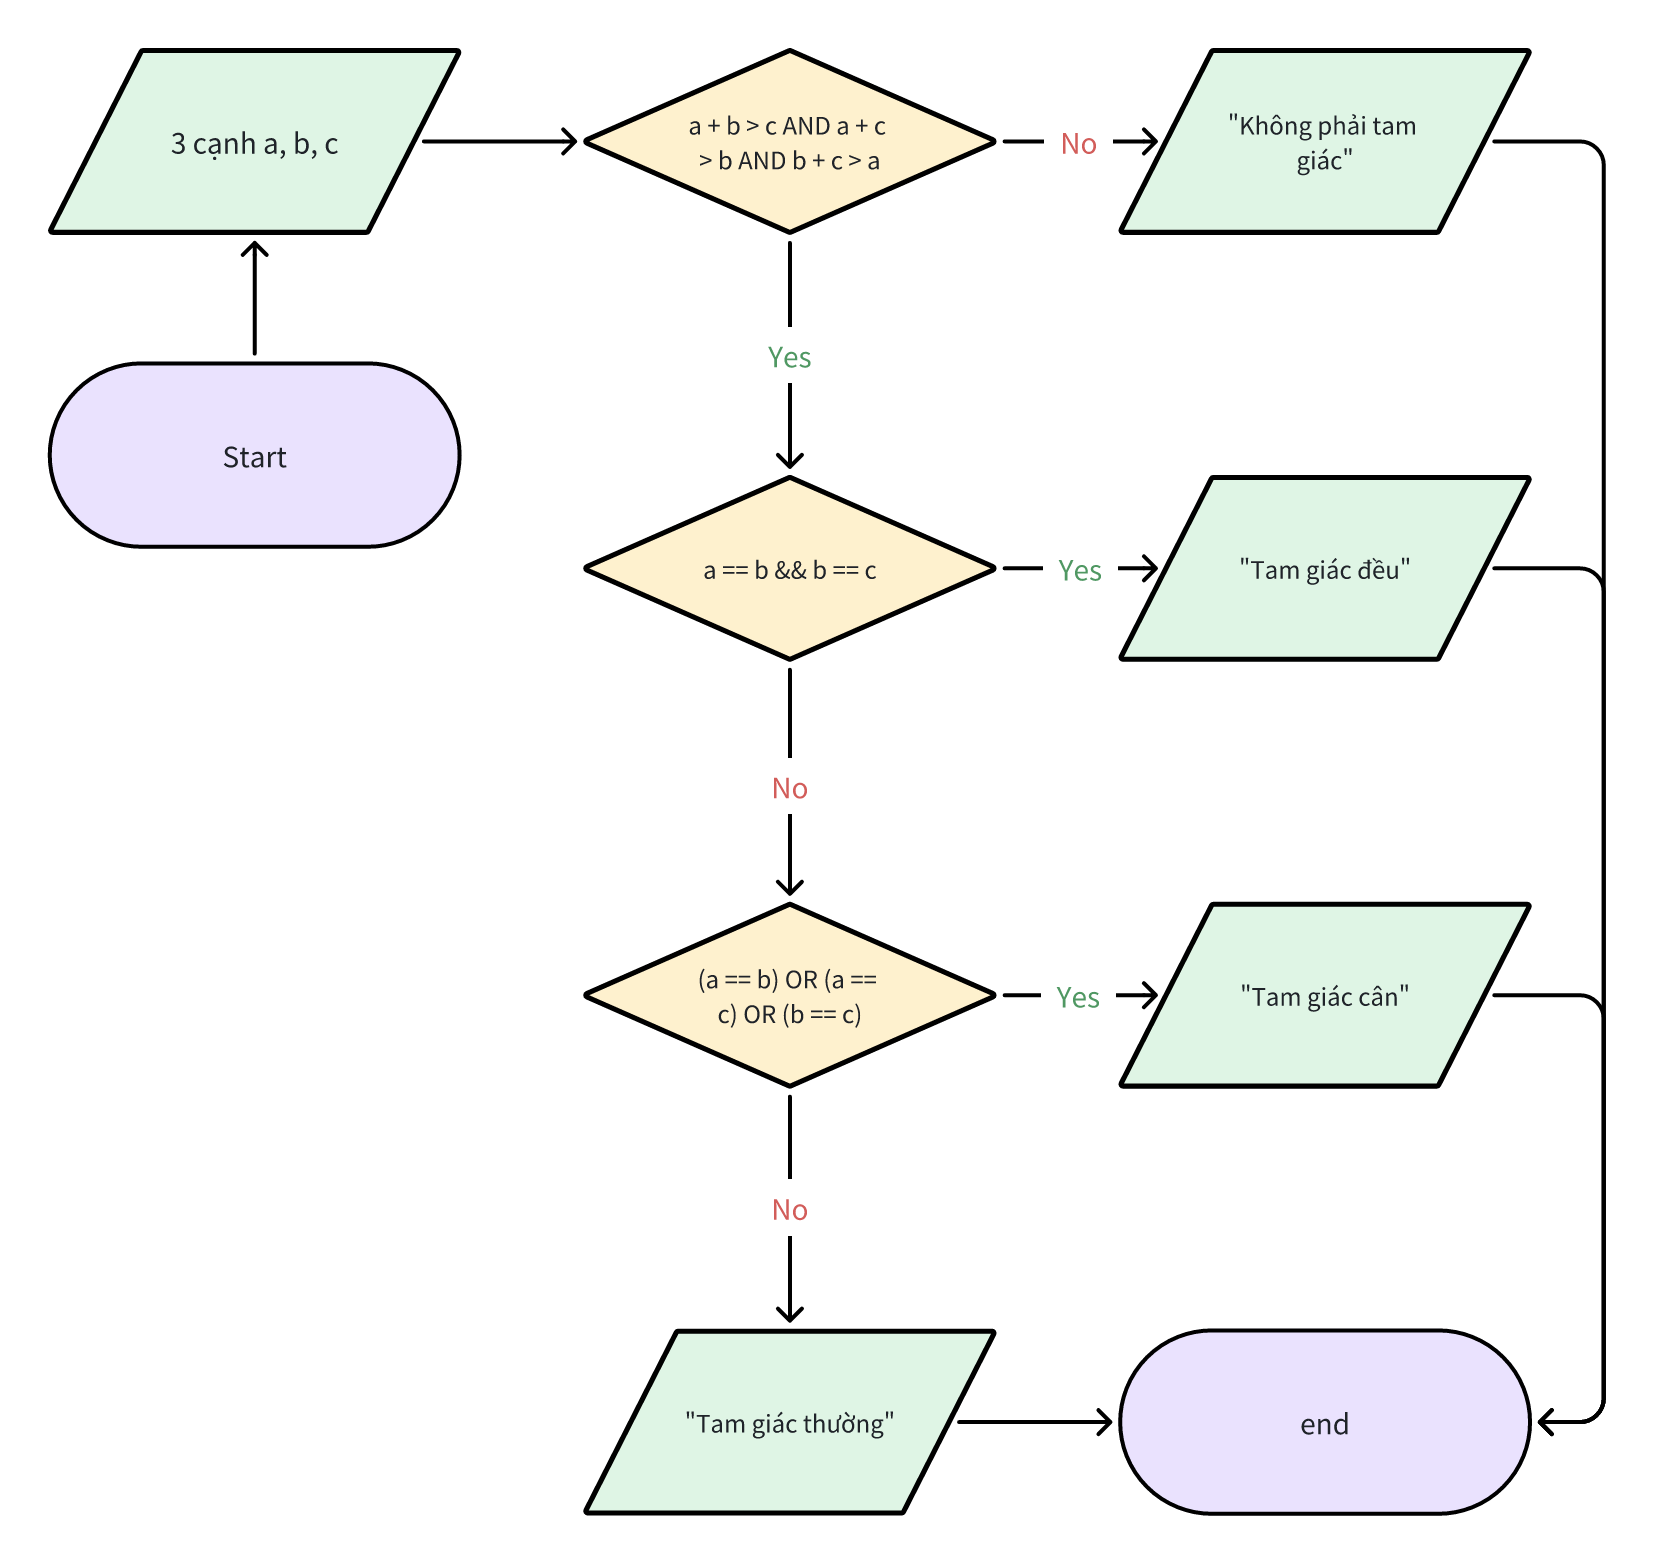 3 cạnh a, b, c
a + b > c AND a + c
> b AND b + c > a
No
"Không phải tam
giác"
Yes
Start
a == b && b == c
Yes
"Tam giác đều"
No
(a == b) OR (a ==
c) OR (b == c)
Yes
"Tam giác cân"
No
"Tam giác thường"
end